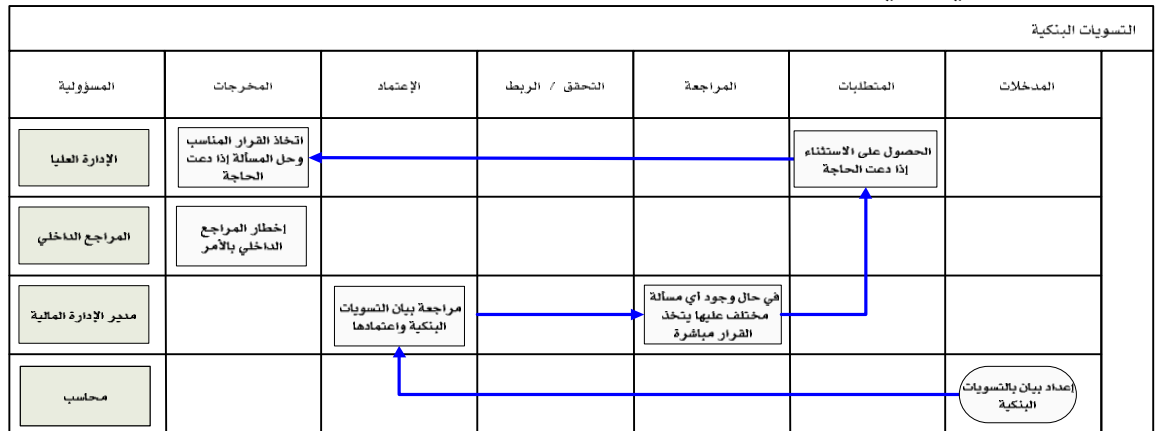 التسويات البنكية
المدخلات
المتطلبات
المراجعة
التحقق / الربط
الإعتماد
المخرجات
المسؤولية
الحصول على الاستثناء
إذا دعت الحاجة
اتخاذ القرار المناسب
وحل المسألة إذا دعت
الحاجة
الإدارة العليا
إخطار المراجع
الداخلي بالأمر
المراجع الداخلي
في حال وجود أي مسألة
مختلف عليها يتخذ
القرار مباشرة
مراجعة بيان التسويات
البنكية واعتمادها
مدير الإدارة المالية
إعداد بيان بالتسويات
البنكية
محاسب